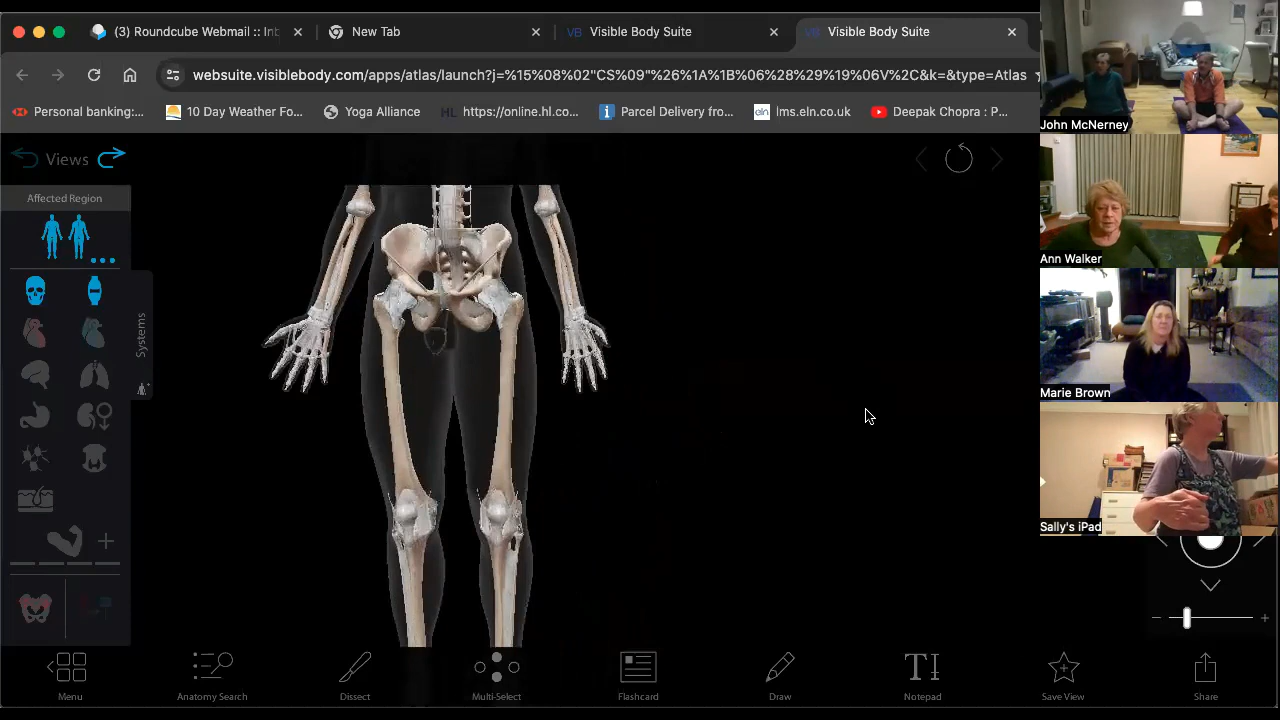 (3) Roundcube Webmail :: Int
New Tab
Visible Body Suite
Visible Body Suite
websuite.visiblebody.com/apps/atlas/launch?j=%15%08%02"CS%09"%26%1A%1B%06%28%29%19%06V%2C&k=&type=Atlas
Personal banking:...
10 Day Weather Fo...
Yoga Alliance
HL https://online.hl.co...
Parcel Delivery fro...
eln lms.eln.co.uk
Deepak Chopra : P...
Views
Affected Region
Systems
Menu
Anatomy Search
Dissect
Multi-Select
Flashcard
Draw
Notepad
Save View
Share
John McNerney
Ann Walker
Marie Brown
Sally's iPad